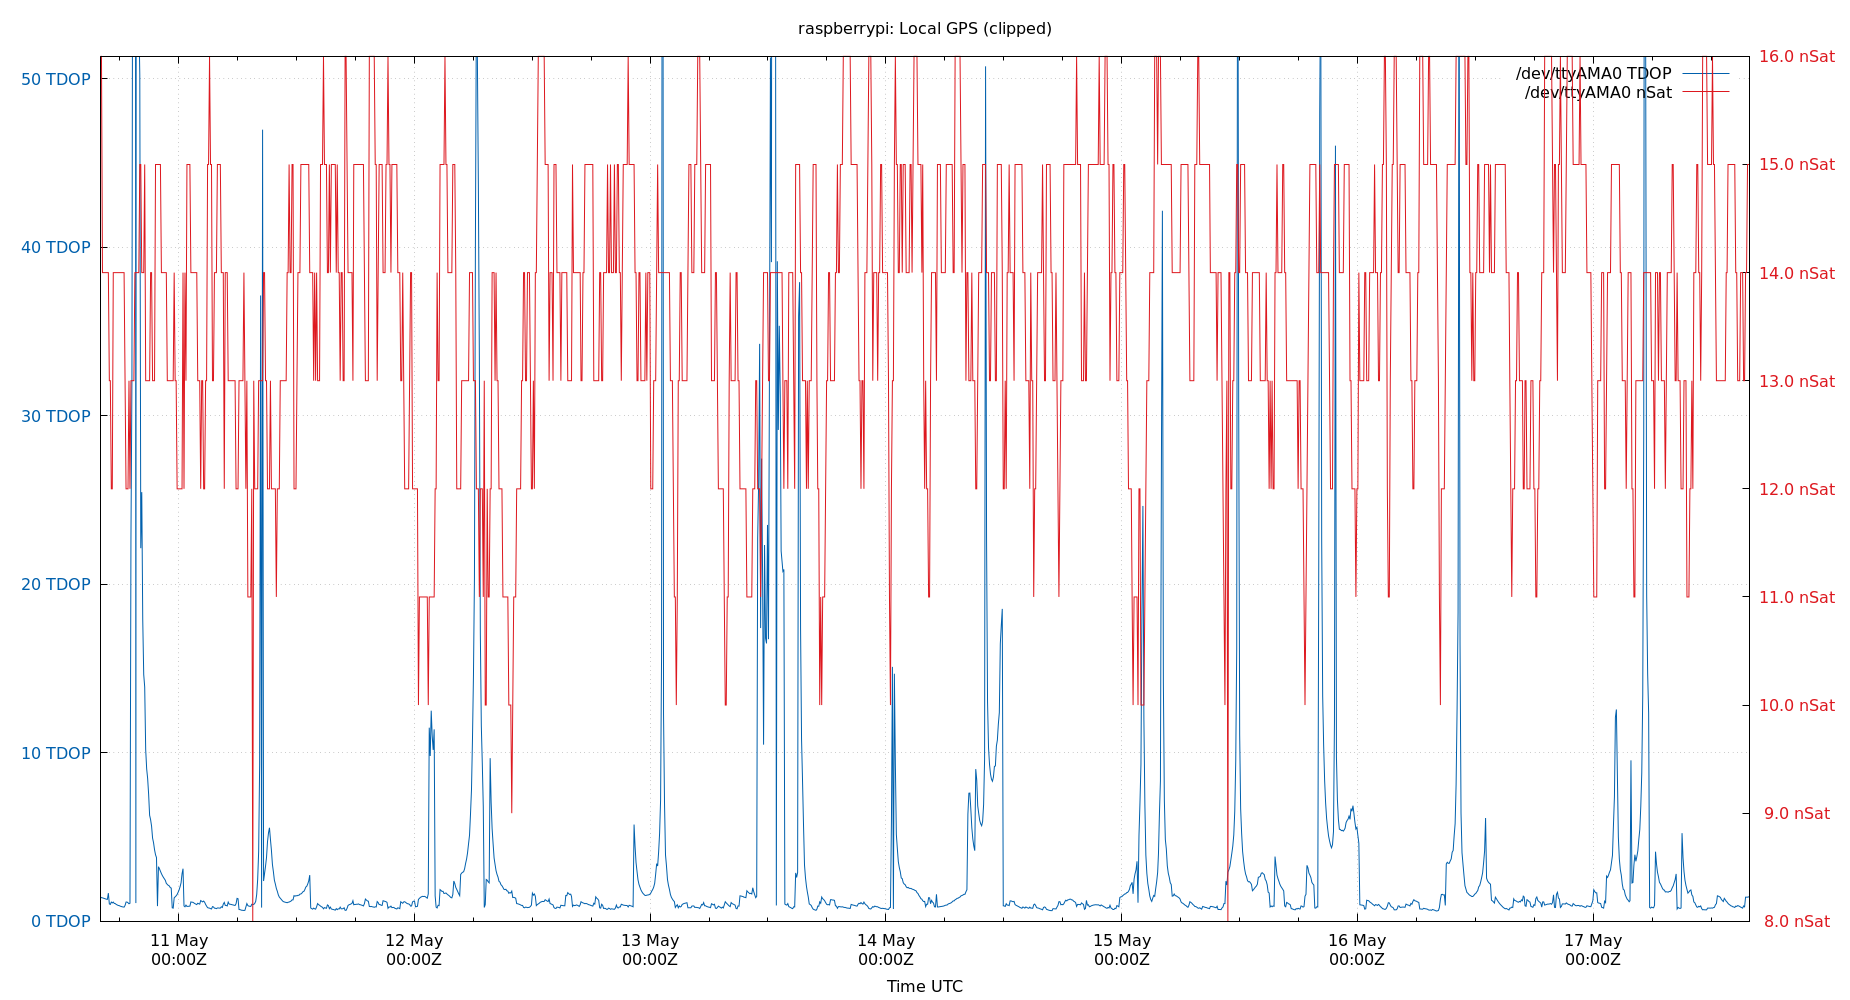 raspberrypi: Local GPS (clipped)
50 TDOP
40 TDOP
30 TDOP
20 TDOP
10 TDOP
0 TDOP
16.0 nSat
15.0 nSat
14.0 nSat
13.0 nSat
12.0 nSat
11.0 nSat
10.0 nSat
9.0 nSat
8.0 nSat
/dev/ttyAMA0 TDOP
/dev/ttyAMA0 nSat
11 May
00:00Z
12 May
00:00Z
13 May
00:00Z
14 May
00:00Z
15 May
00:00Z
16 May
00:00Z
17 May
00:00Z
Time UTC